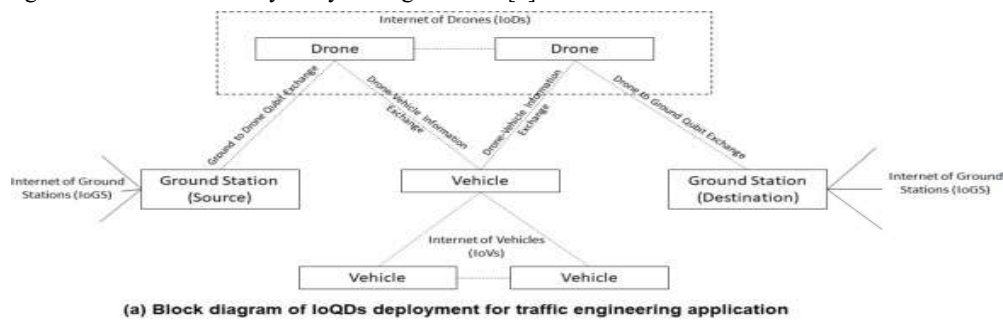 Internet of Drones (IoDs)
Drone
Drone
Ground to Drone Qubit Exchange
Drone-Vehicle Information
Exchange
Drone-Vehicle Information
Exchange
Drone to Ground Qubit Exchange
Internet of Ground
Stations (IoGS)
Ground Station
(Source)
Vehicle
Ground Station
(Destination)
Internet of Ground
Stations (IoGS)
Internet of Vehicles
(IoVs)
Vehicle
Vehicle
(a) Block diagram of IoQDs deployment for traffic engineering application